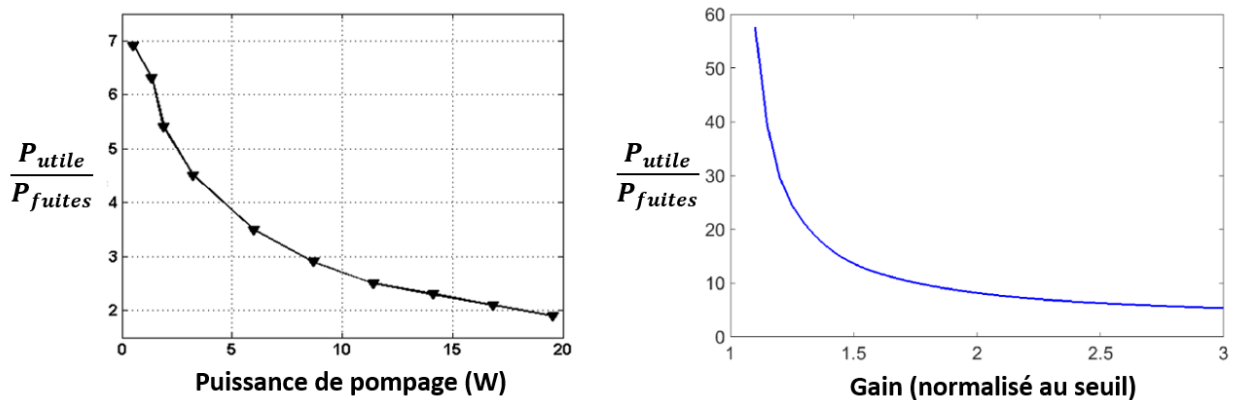 7
6
5
4
3
2
0 5 10 15 20
P_utile
P_fuites
Puissance de pompage (W)
60
50
40
30
20
10
0
1 1.5 2 2.5 3
P_utile
P_fuites
Gain (normalisé au seuil)